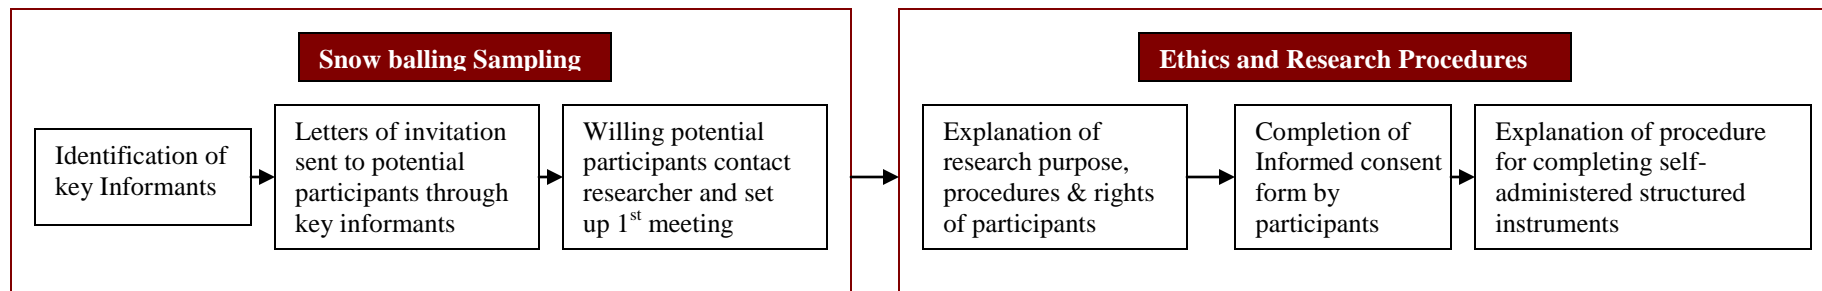 Snow balling Sampling
Identification of
key Informants
Letters of invitation
sent to potential
participants through
key informants
Willing potential
participants contact
researcher and set
up 1st meeting
Ethics and Research Procedures
Explanation of
research purpose,
procedures & rights
of participants
Completion of
Informed consent
form by
participants
Explanation of procedure
for completing self-
administered structured
instruments